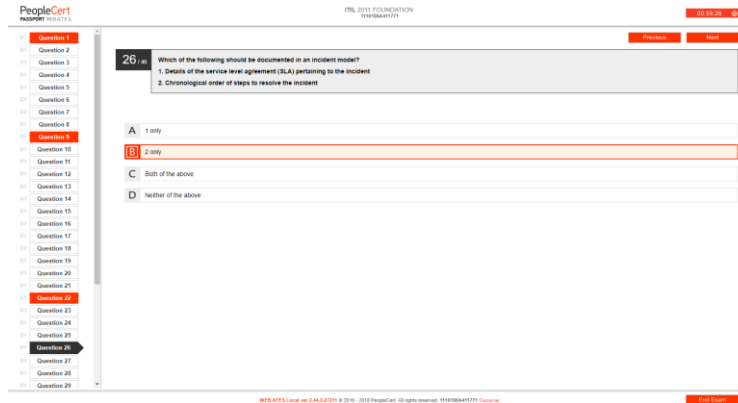 PeopleCert
PASSPORT WEB ATES
ITIL 2011 FOUNDATION
00:59:26
Previous
Next
Question 1
Question 2
Question 3
Question 4
Question 5
Question 6
Question 7
Question 8
Question 9
Question 10
Question 11
Question 12
Question 13
Question 14
Question 15
Question 16
Question 17
Question 18
Question 19
Question 20
Question 21
Question 22
Question 23
Question 24
Question 25
Question 26
Question 27
Question 28
Question 29
26 / 40
Which of the following should be documented in an incident model?
1. Details of the service level agreement (SLA) pertaining to the incident
2. Chronological order of steps to resolve the incident
A 1 only
B 2 only
C Both of the above
D Neither of the above
End Exam